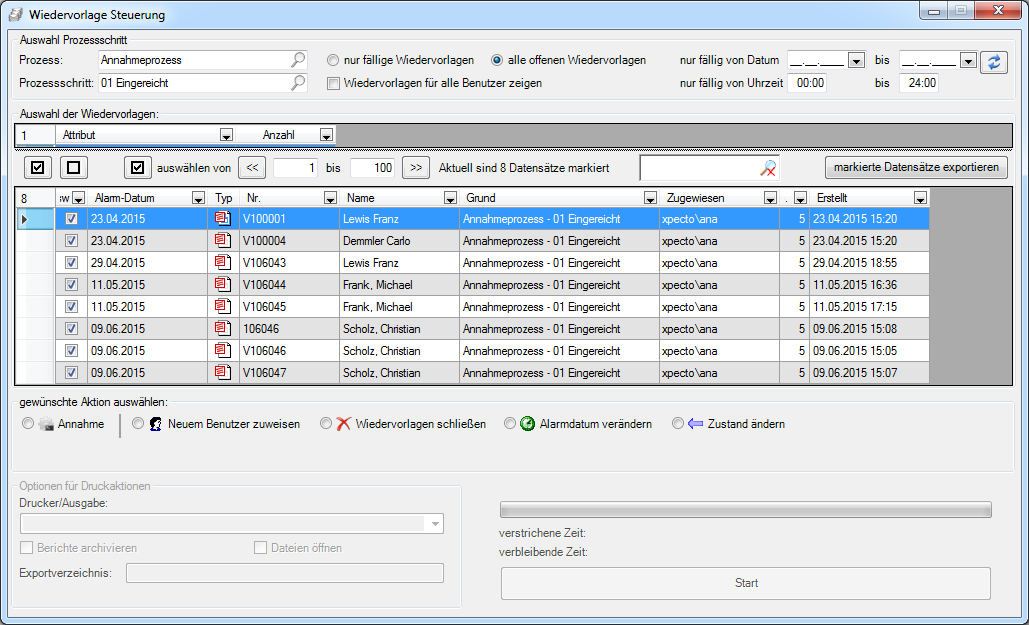 Wiedervorlage Steuerung
Auswahl Prozessschritt
Prozess: Annahmeprozess nur fällige Wiedervorlagen alle offenen Wiedervorlagen nur fällig von Datum __.__.____ bis __.__.____
Prozessschritt: 01 Eingereicht Wiedervorlagen für alle Benutzer zeigen nur fällig von Uhrzeit 00:00 bis 24:00
Auswahl der Wiedervorlagen:
1 Attribut Anzahl
auswählen von << 1 bis 100 >> Aktuell sind 8 Datensätze markiert markierte Datensätze exportieren
8 Alarm-Datum Typ Nr. Name Grund Zugewiesen . Erstellt
23.04.2015 V100001 Lewis Franz Annahmeprozess - 01 Eingereicht xpecto\ana 5 23.04.2015 15:20
23.04.2015 V100004 Demmler Carlo Annahmeprozess - 01 Eingereicht xpecto\ana 5 23.04.2015 15:20
29.04.2015 V106043 Lewis Franz Annahmeprozess - 01 Eingereicht xpecto\ana 5 29.04.2015 18:55
11.05.2015 V106044 Frank, Michael Annahmeprozess - 01 Eingereicht xpecto\ana 5 11.05.2015 16:36
11.05.2015 V106045 Frank, Michael Annahmeprozess - 01 Eingereicht xpecto\ana 5 11.05.2015 17:15
09.06.2015 106046 Scholz, Christian Annahmeprozess - 01 Eingereicht xpecto\ana 5 09.06.2015 15:08
09.06.2015 V106046 Scholz, Christian Annahmeprozess - 01 Eingereicht xpecto\ana 5 09.06.2015 15:05
09.06.2015 V106047 Scholz, Christian Annahmeprozess - 01 Eingereicht xpecto\ana 5 09.06.2015 15:07
gewünschte Aktion auswählen:
Annahme Neuem Benutzer zuweisen Wiedervorlagen schließen Alarmdatum verändern Zustand ändern
Optionen für Druckaktionen
Drucker/Ausgabe:
Berichte archivieren Dateien öffnen
Exportverzeichnis:
verstrichene Zeit:
verbleibende Zeit:
Start